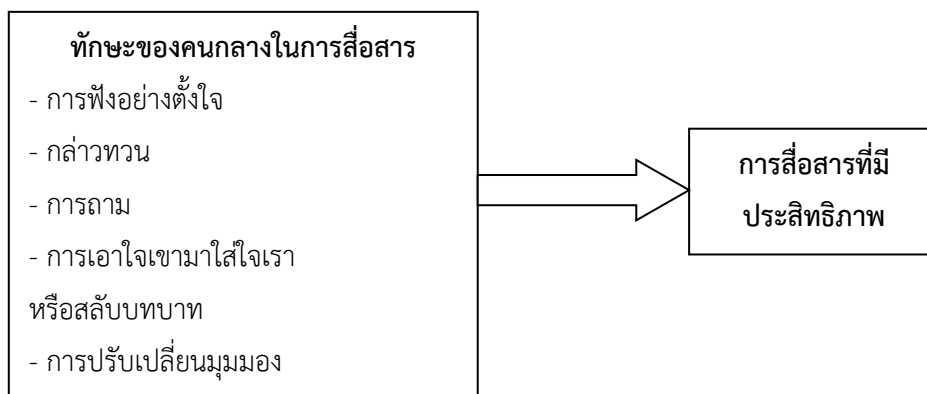 ทักษะของคนกลางในการสื่อสาร
- การฟังอย่างตั้งใจ
- กล่าวทวน
- การถาม
- การเอาใจเขามาใส่ใจเรา
หรือสลับบทบาท
- การปรับเปลี่ยนมุมมอง
การสื่อสารที่มี
ประสิทธิภาพ